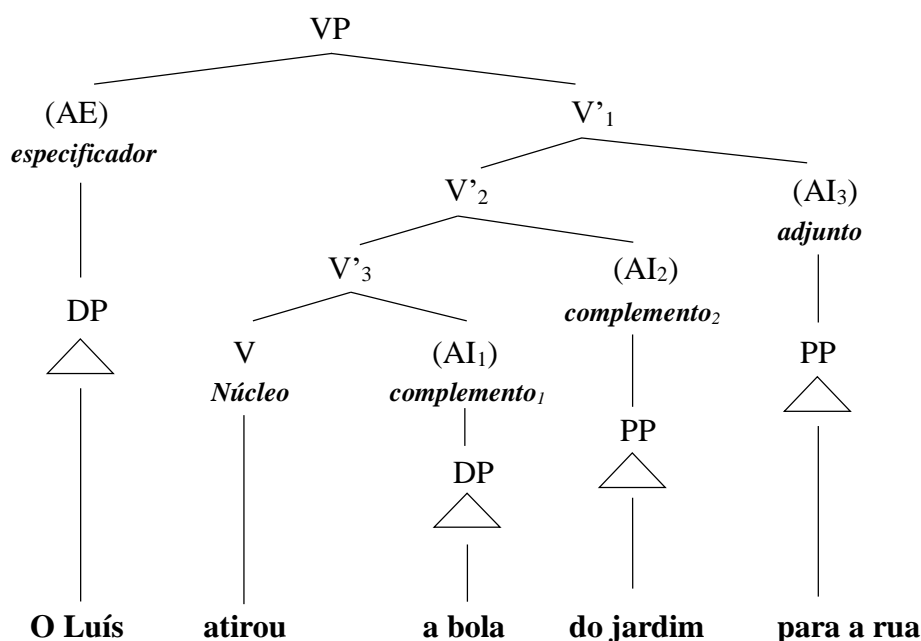 VP
(AE)
especificador
V’₁
V’₂
(AI₃)
adjunto
V’₃
(AI₂)
complemento₂
DP
V
Núcleo
(AI₁)
complemento₁
PP
PP
DP
O Luís atirou a bola do jardim para a rua